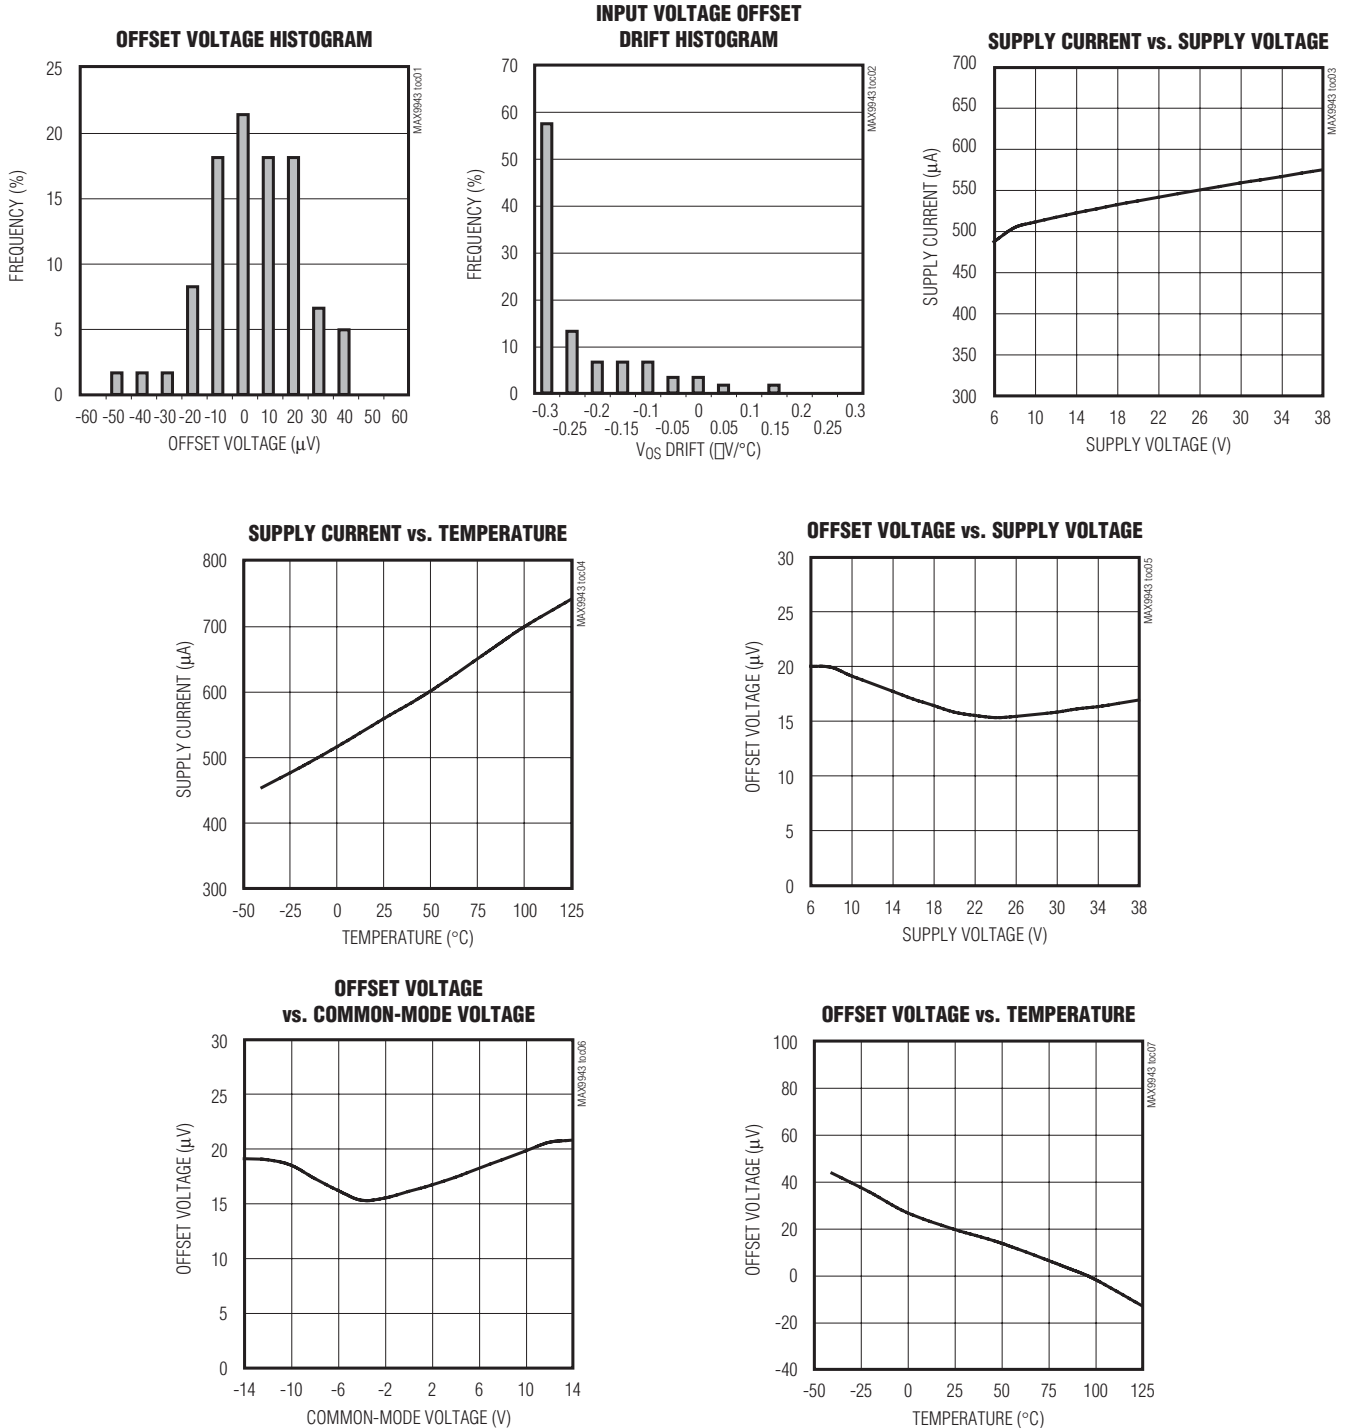 OFFSET VOLTAGE HISTOGRAM
25
20
15
10
5
0
FREQUENCY (%)
-60 -50 -40 -30 -20 -10 0 10 20 30 40 50 60
OFFSET VOLTAGE (μV)
MAX9943 toc01
INPUT VOLTAGE OFFSET
DRIFT HISTOGRAM
70
60
50
40
30
20
10
0
FREQUENCY (%)
-0.3 -0.2 -0.1 0 0.1 0.2 0.3
-0.25 -0.15 -0.05 0.05 0.15 0.25
VOS DRIFT (□V/°C)
MAX9943 toc02
SUPPLY CURRENT vs. SUPPLY VOLTAGE
700
650
600
550
500
450
400
350
300
SUPPLY CURRENT (μA)
6 10 14 18 22 26 30 34 38
SUPPLY VOLTAGE (V)
MAX9943 toc03
SUPPLY CURRENT vs. TEMPERATURE
800
700
600
500
400
300
SUPPLY CURRENT (μA)
-50 -25 0 25 50 75 100 125
TEMPERATURE (°C)
MAX9943 toc04
OFFSET VOLTAGE vs. SUPPLY VOLTAGE
30
25
20
15
10
5
0
OFFSET VOLTAGE (μV)
6 10 14 18 22 26 30 34 38
SUPPLY VOLTAGE (V)
MAX9943 toc05
OFFSET VOLTAGE
vs. COMMON-MODE VOLTAGE
30
25
20
15
10
5
0
OFFSET VOLTAGE (μV)
-14 -10 -6 -2 2 6 10 14
COMMON-MODE VOLTAGE (V)
MAX9943 toc06
OFFSET VOLTAGE vs. TEMPERATURE
100
80
60
40
20
0
-20
-40
OFFSET VOLTAGE (μV)
-50 -25 0 25 50 75 100 125
TEMPERATURE (°C)
MAX9943 toc07